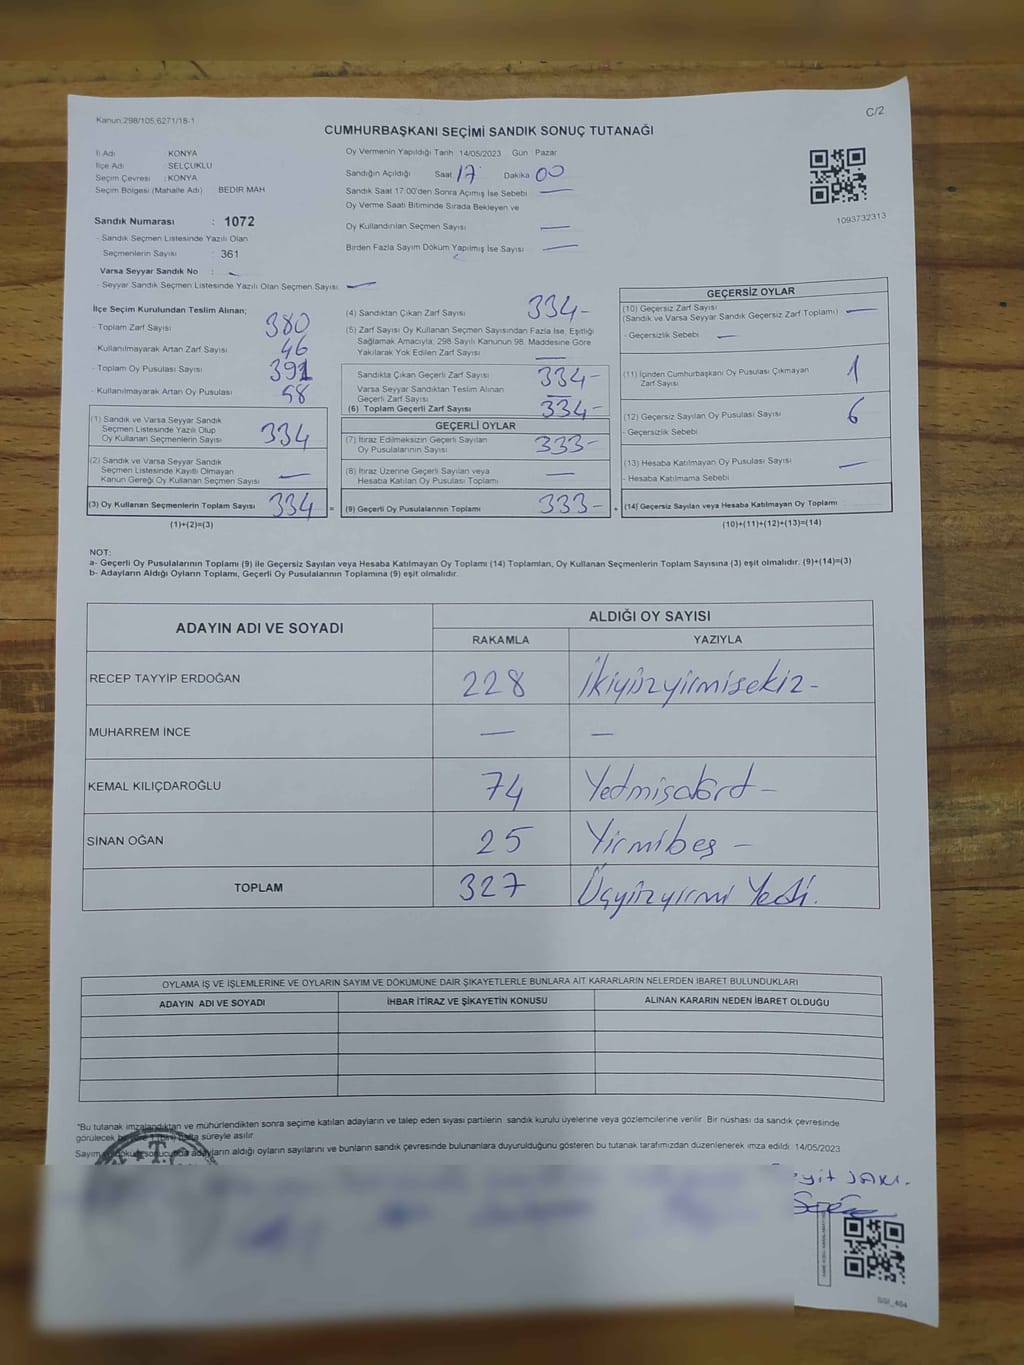 Kanun:298/105,6271/18-1
C/2
CUMHURBAŞKANI SEÇİMİ SANDIK SONUÇ TUTANAĞI
İl Adı : KONYA
İlçe Adı : SELÇUKLU
Seçim Çevresi : KONYA
Seçim Bölgesi (Mahalle Adı) BEDİR MAH
Sandık Numarası : 1072
- Sandık Seçmen Listesinde Yazılı Olan
Seçmenlerin Sayısı : 361
Varsa Seyyar Sandık No : -
- Seyyar Sandık Seçmen Listesinde Yazılı Olan Seçmen Sayısı : —
Oy Vermenin Yapıldığı Tarih 14/05/2023 Gün Pazar
Sandığın Açıldığı Saat 17 Dakika 00
Sandık Saat 17:00'den Sonra Açımış İse Sebebi —
Oy Verme Saati Bitiminde Sırada Bekleyen ve
Oy Kullandırılan Seçmen Sayısı —
Birden Fazla Sayım Döküm Yapılmış İse Sayısı —
1093732313
İlçe Seçim Kurulundan Teslim Alınan;
- Toplam Zarf Sayısı 380
- Kullanılmayarak Artan Zarf Sayısı 46
- Toplam Oy Pusulası Sayısı 391
- Kullanılmayarak Artan Oy Pusulası 58
(1) Sandık ve Varsa Seyyar Sandık
Seçmen Listesinde Yazılı Olup
Oy Kullanan Seçmenlerin Sayısı 334
(2) Sandık ve Varsa Seyyar Sandık
Seçmen Listesinde Kayıtlı Olmayan
Kanun Gereği Oy Kullanan Seçmen Sayısı —
(3) Oy Kullanan Seçmenlerin Toplam Sayısı 334 =
(1)+(2)=(3)
(4) Sandıktan Çıkan Zarf Sayısı 334-
(5) Zarf Sayısı Oy Kullanan Seçmen Sayısından Fazla İse, Eşitliği
Sağlamak Amacıyla; 298 Sayılı Kanunun 98. Maddesine Göre
Yakılarak Yok Edilen Zarf Sayısı —
Sandıkta Çıkan Geçerli Zarf Sayısı 334-
Varsa Seyyar Sandıktan Teslim Alınan
Geçerli Zarf Sayısı —
(6) Toplam Geçerli Zarf Sayısı 334-
GEÇERLİ OYLAR
(7) İtiraz Edilmeksizin Geçerli Sayılan
Oy Pusulalarının Sayısı 333-
(8) İtiraz Üzerine Geçerli Sayılan veya
Hesaba Katılan Oy Pusulası Toplamı —
(9) Geçerli Oy Pusulalarının Toplamı 333- +
GEÇERSİZ OYLAR
(10) Geçersiz Zarf Sayısı
(Sandık ve Varsa Seyyar Sandık Geçersiz Zarf Toplamı) —
- Geçersizlik Sebebi : —
(11) İçinden Cumhurbaşkanı Oy Pusulası Çıkmayan
Zarf Sayısı 1
(12) Geçersiz Sayılan Oy Pusulası Sayısı 6
- Geçersizlik Sebebi
(13) Hesaba Katılmayan Oy Pusulası Sayısı —
- Hesaba Katılmama Sebebi
(14) Geçersiz Sayılan veya Hesaba Katılmayan Oy Toplamı
(10)+(11)+(12)+(13)=(14)
NOT:
a- Geçerli Oy Pusulalarının Toplamı (9) ile Geçersiz Sayılan veya Hesaba Katılmayan Oy Toplamı (14) Toplamları, Oy Kullanan Seçmenlerin Toplam Sayısına (3) eşit olmalıdır. (9)+(14)=(3)
b- Adayların Aldığı Oyların Toplamı, Geçerli Oy Pusulalarının Toplamına (9) eşit olmalıdır.
ADAYIN ADI VE SOYADI
ALDIĞI OY SAYISI
RAKAMLA YAZIYLA
RECEP TAYYİP ERDOĞAN 228 İkiyüzyirmisekiz-
MUHARREM İNCE — —
KEMAL KILIÇDAROĞLU 74 Yetmişdört-
SİNAN OĞAN 25 Yirmibeş-
TOPLAM 327 Üçyüzyirmi Yedi.
OYLAMA İŞ VE İŞLEMLERİNE VE OYLARIN SAYIM VE DÖKÜMÜNE DAİR ŞİKAYETLERLE BUNLARA AİT KARARLARIN NELERDEN İBARET BULUNDUKLARI
ADAYIN ADI VE SOYADI İHBAR İTİRAZ VE ŞİKAYETİN KONUSU ALINAN KARARIN NEDEN İBARET OLDUĞU
"Bu tutanak imzalandıktan ve mühürlendikten sonra seçime katılan adayların ve talep eden siyasi partilerin sandık kurulu üyelerine veya gözlemcilerine verilir. Bir nüshası da sandık çevresinde
görülecek bir yere 1 (bir) hafta süreyle asılır.
Sayım ve döküm sonucunda adayların aldığı oyların sayılarını ve bunların sandık çevresinde bulunanlara duyurulduğunu gösteren bu tutanak tarafımızdan düzenlenerek imza edildi. 14/05/2023